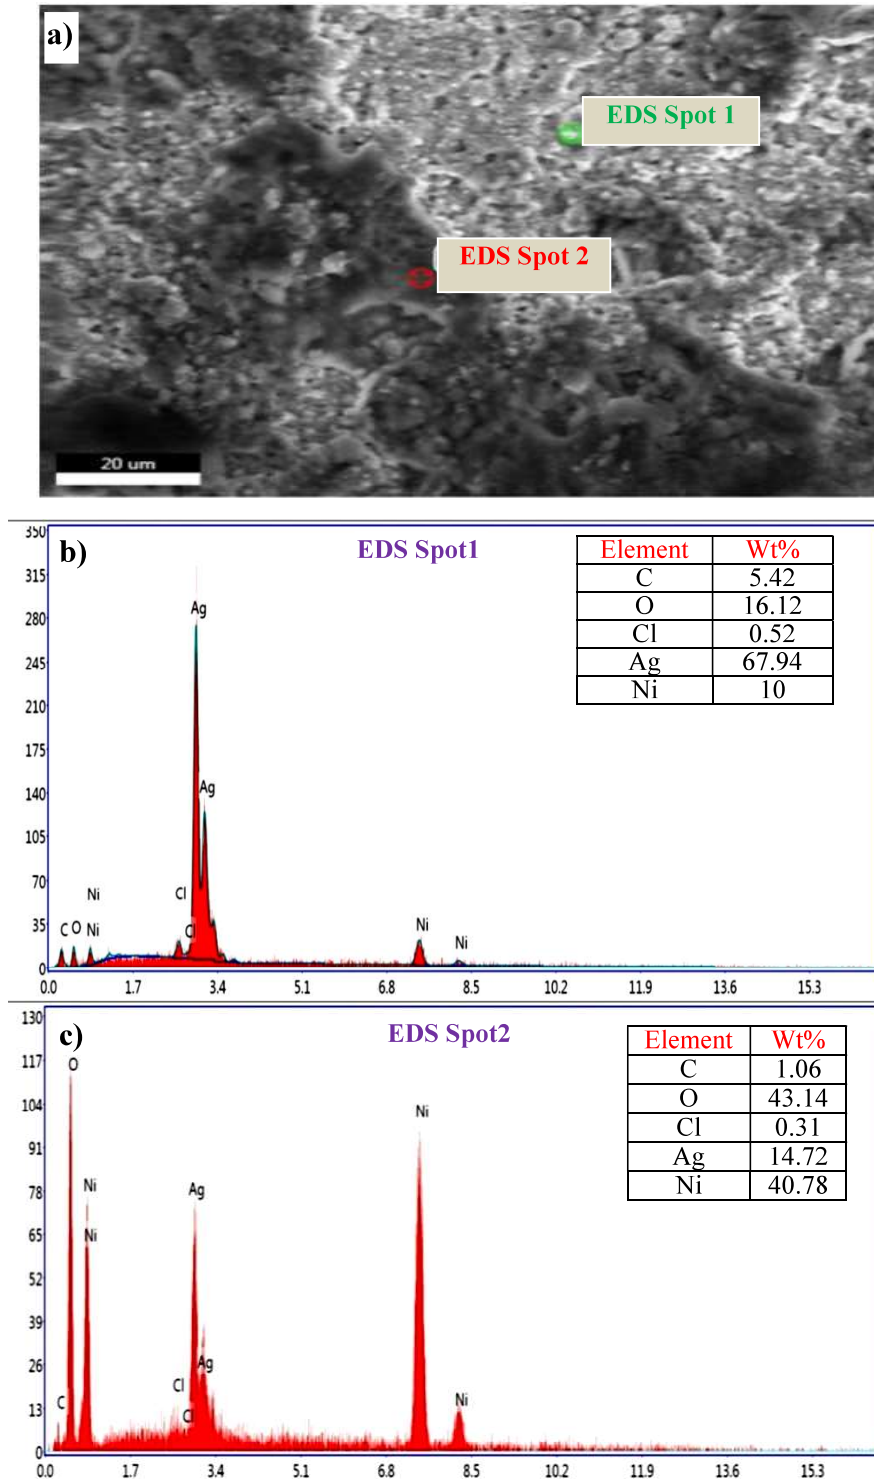 a)
EDS Spot 1
EDS Spot 2
20 um
b)
EDS Spot1
Element Wt%
C 5.42
O 16.12
Cl 0.52
Ag 67.94
Ni 10
350
315
280
245
210
175
140
105
70
35
0
Ag
Ag
Cl
Ni
C O Ni
Cl
Ni
Ni
0.0 1.7 3.4 5.1 6.8 8.5 10.2 11.9 13.6 15.3
c)
EDS Spot2
Element Wt%
C 1.06
O 43.14
Cl 0.31
Ag 14.72
Ni 40.78
130
117
104
91
78
65
52
39
26
13
0
O
Ni
Ni
Ag
Ni
Ag
Cl
C
Cl
Ni
0.0 1.7 3.4 5.1 6.8 8.5 10.2 11.9 13.6 15.3